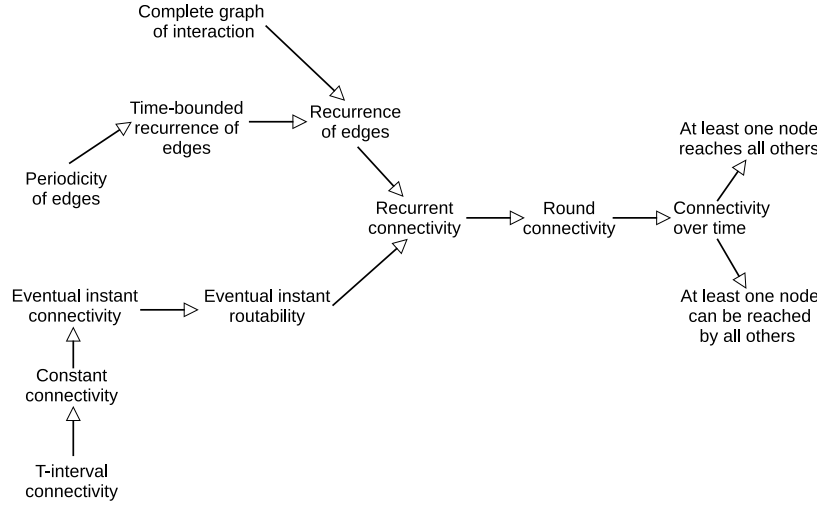 Complete graph
of interaction
Time-bounded
recurrence of
edges
Recurrence
of edges
At least one node
reaches all others
Periodicity
of edges
Recurrent
connectivity
Round
connectivity
Connectivity
over time
Eventual instant
connectivity
Eventual instant
routability
At least one node
can be reached
by all others
Constant
connectivity
T-interval
connectivity